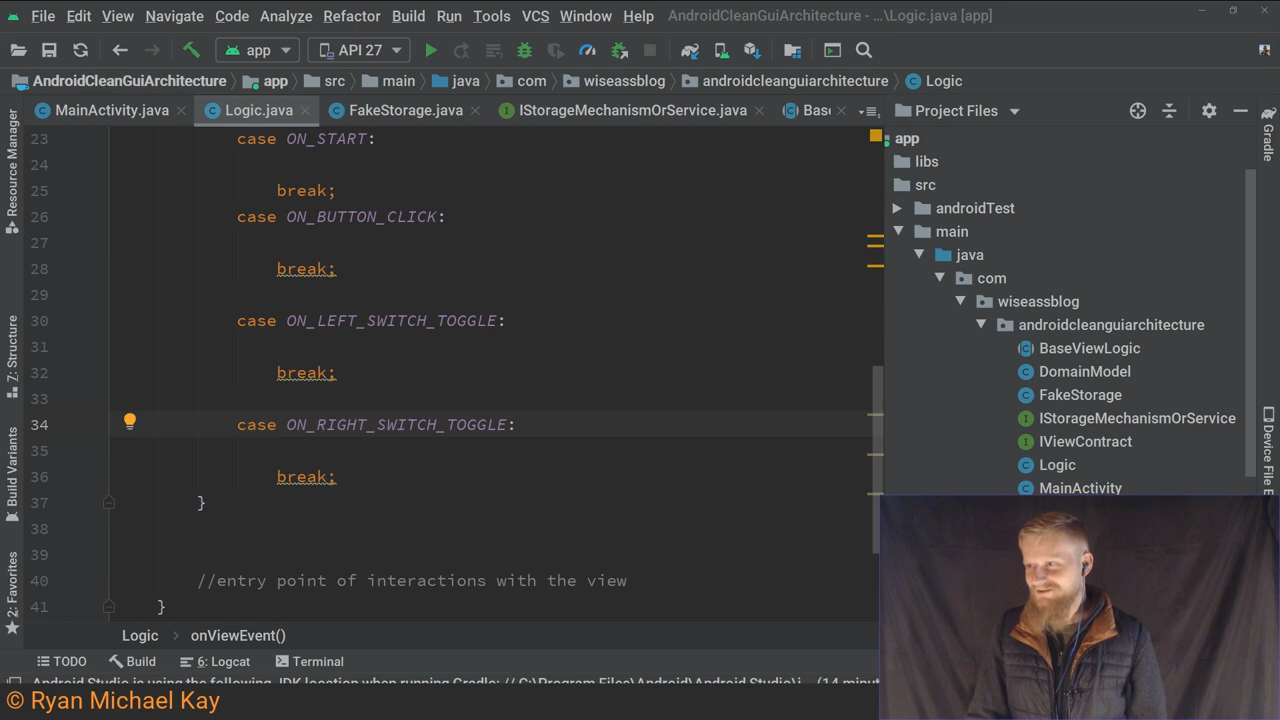 File Edit View Navigate Code Analyze Refactor Build Run Tools VCS Window Help AndroidCleanGuiArchitecture - ...\Logic.java [app]
app API 27
AndroidCleanGuiArchitecture app src main java com wiseassblog androidcleanguiarchitecture Logic
MainActivity.java Logic.java FakeStorage.java IStorageMechanismOrService.java Base Project Files
23 case ON_START:
24
25 break;
26 case ON_BUTTON_CLICK:
27
28 break;
29
30 case ON_LEFT_SWITCH_TOGGLE:
31
32 break;
33
34 case ON_RIGHT_SWITCH_TOGGLE:
35
36 break;
37 }
38
39
40 //entry point of interactions with the view
41 }
Logic onViewEvent()
TODO Build 6: Logcat Terminal
Android Studio is using the following JDK location when running Gradle: // C:\Program Files\Android\Android Studio\j... (14 minut
© Ryan Michael Kay
Resource Manager
7: Structure
Build Variants
2: Favorites
app
libs
src
androidTest
main
java
com
wiseassblog
androidcleanguiarchitecture
BaseViewLogic
DomainModel
FakeStorage
IStorageMechanismOrService
IViewContract
Logic
MainActivity
Gradle
Device File E